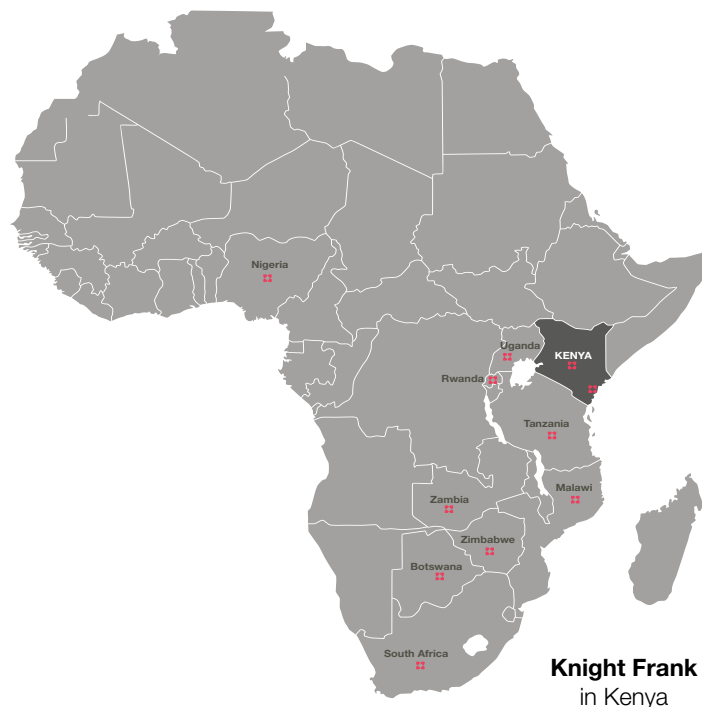 Nigeria
Uganda
KENYA
Rwanda
Tanzania
Malawi
Zambia
Zimbabwe
Botswana
South Africa
Knight Frank
in Kenya